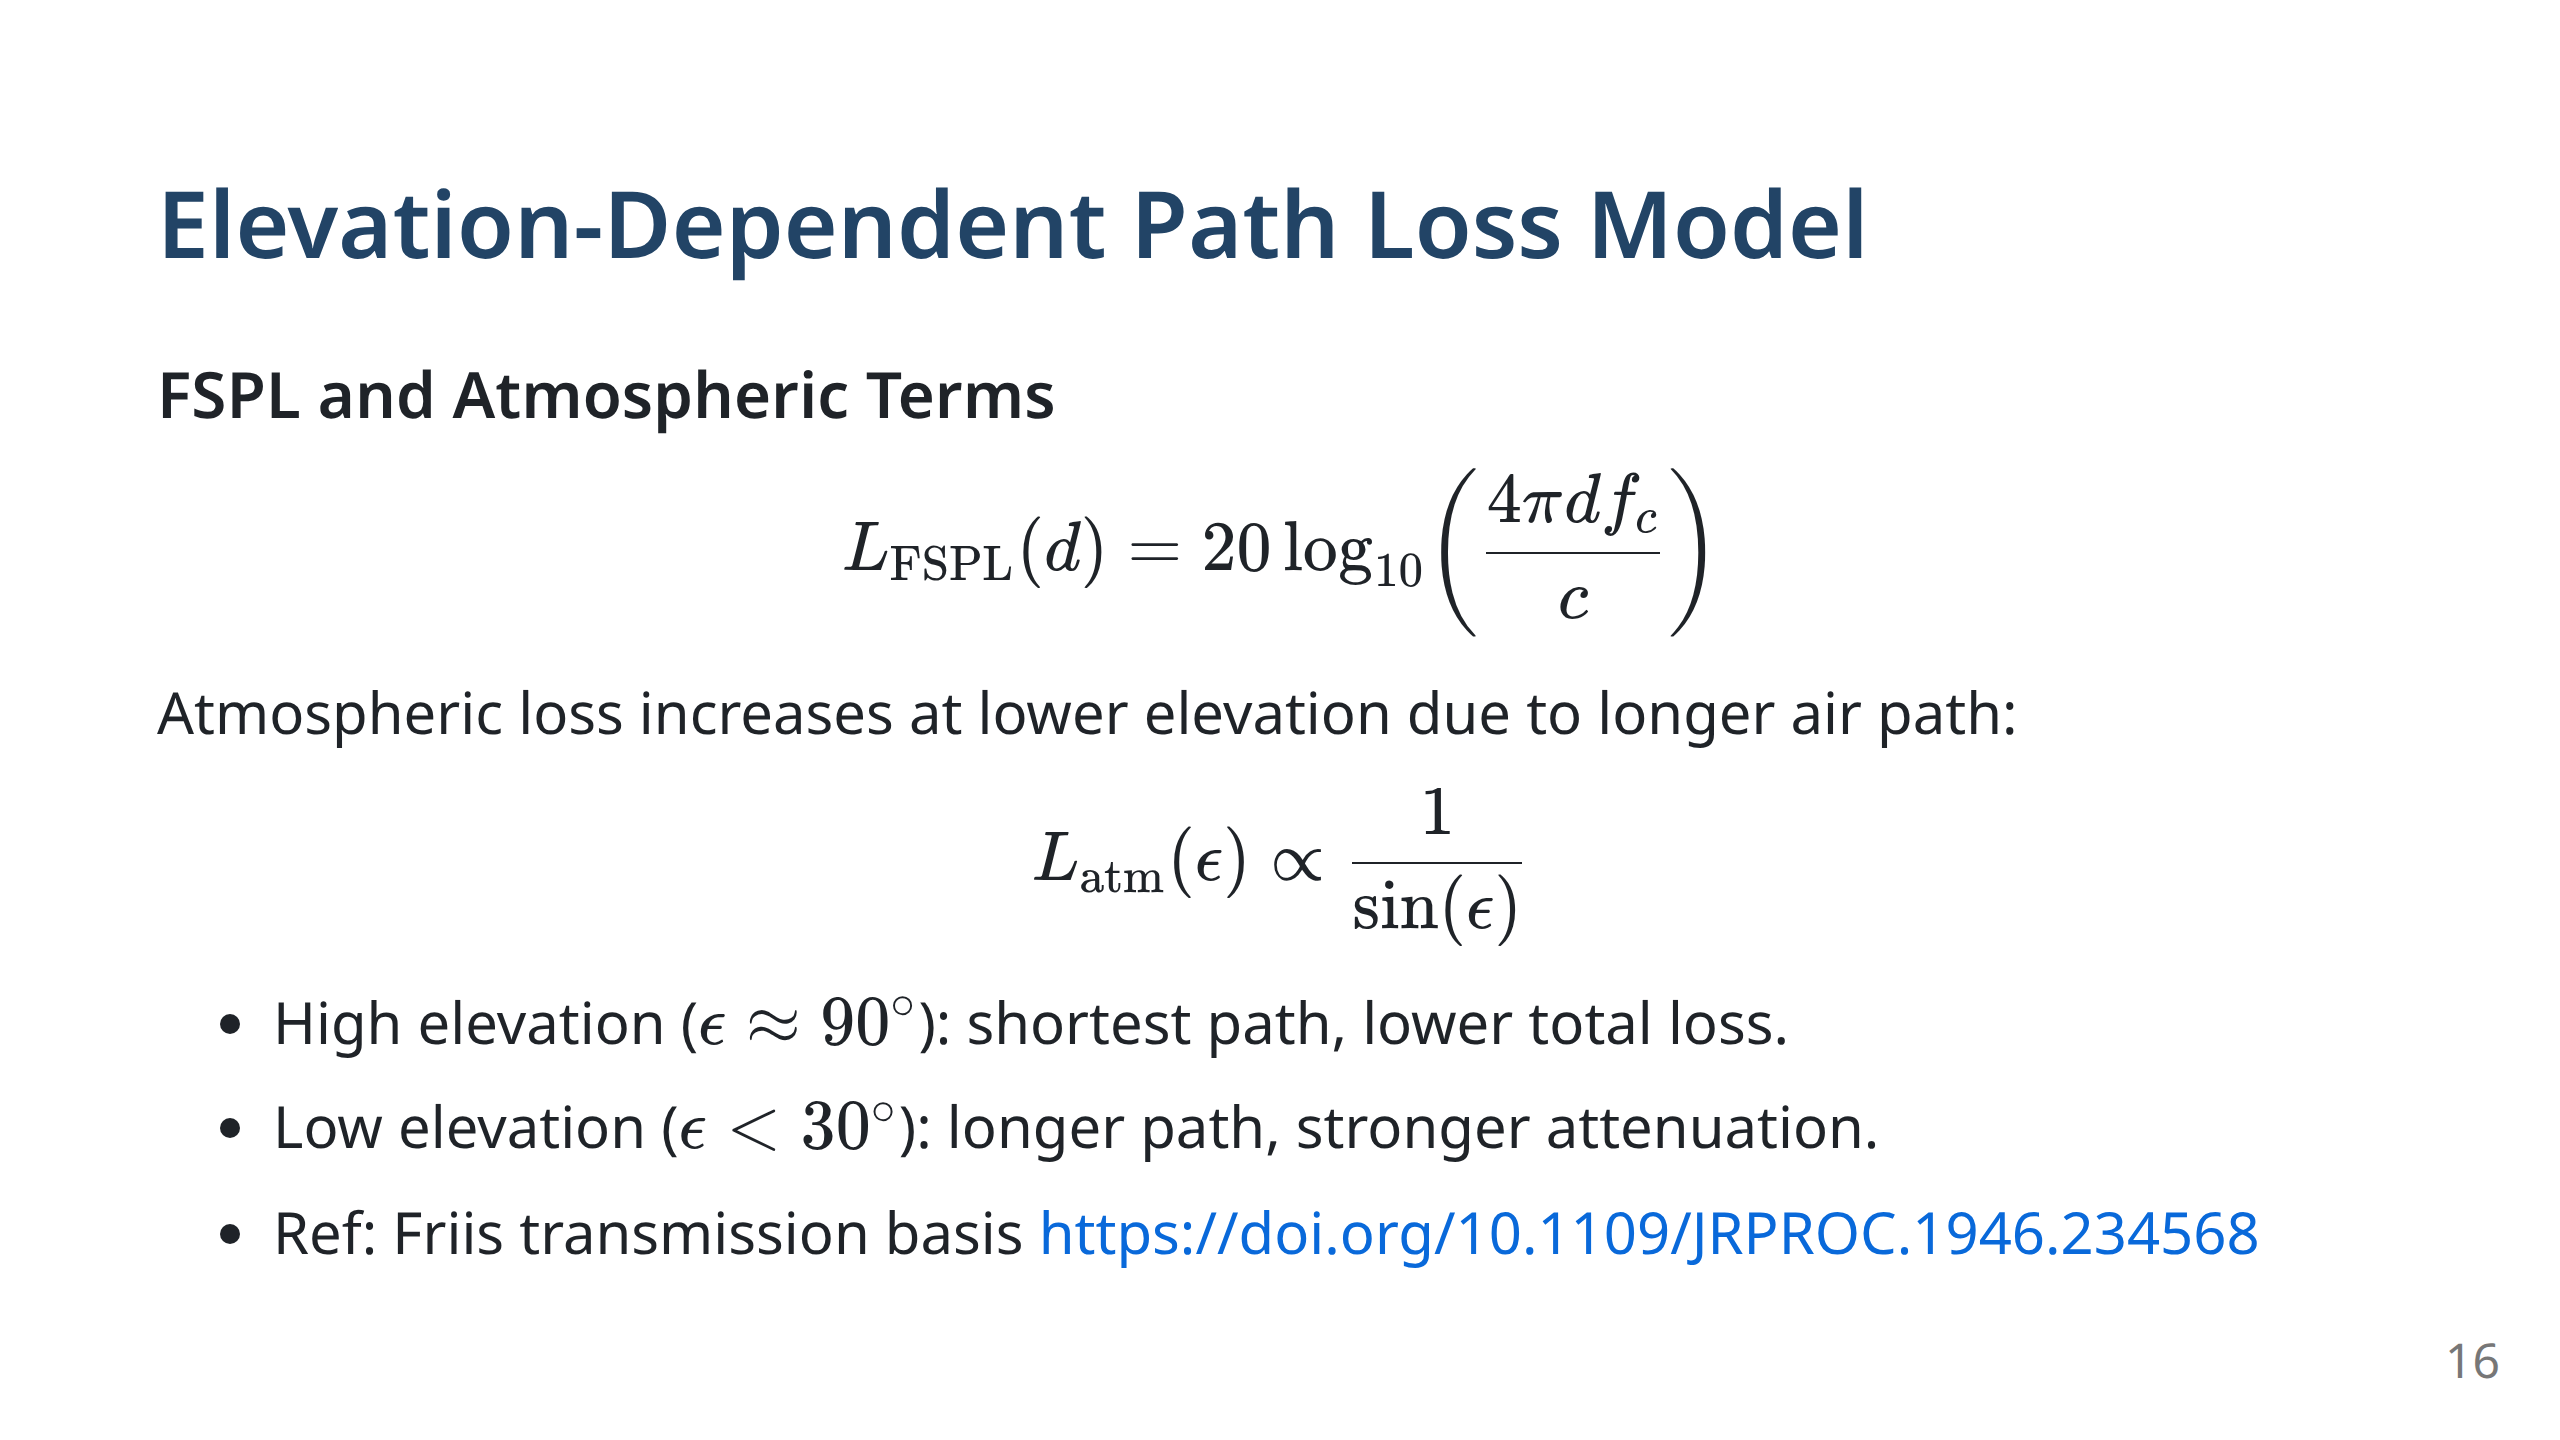 Elevation-Dependent Path Loss Model
FSPL and Atmospheric Terms
L_FSPL(d) = 20 log_10(4πdf_c / c)
Atmospheric loss increases at lower elevation due to longer air path:
L_atm(ϵ) ∝ 1 / sin(ϵ)
• High elevation (ϵ ≈ 90°): shortest path, lower total loss.
• Low elevation (ϵ < 30°): longer path, stronger attenuation.
• Ref: Friis transmission basis https://doi.org/10.1109/JRPROC.1946.234568
16